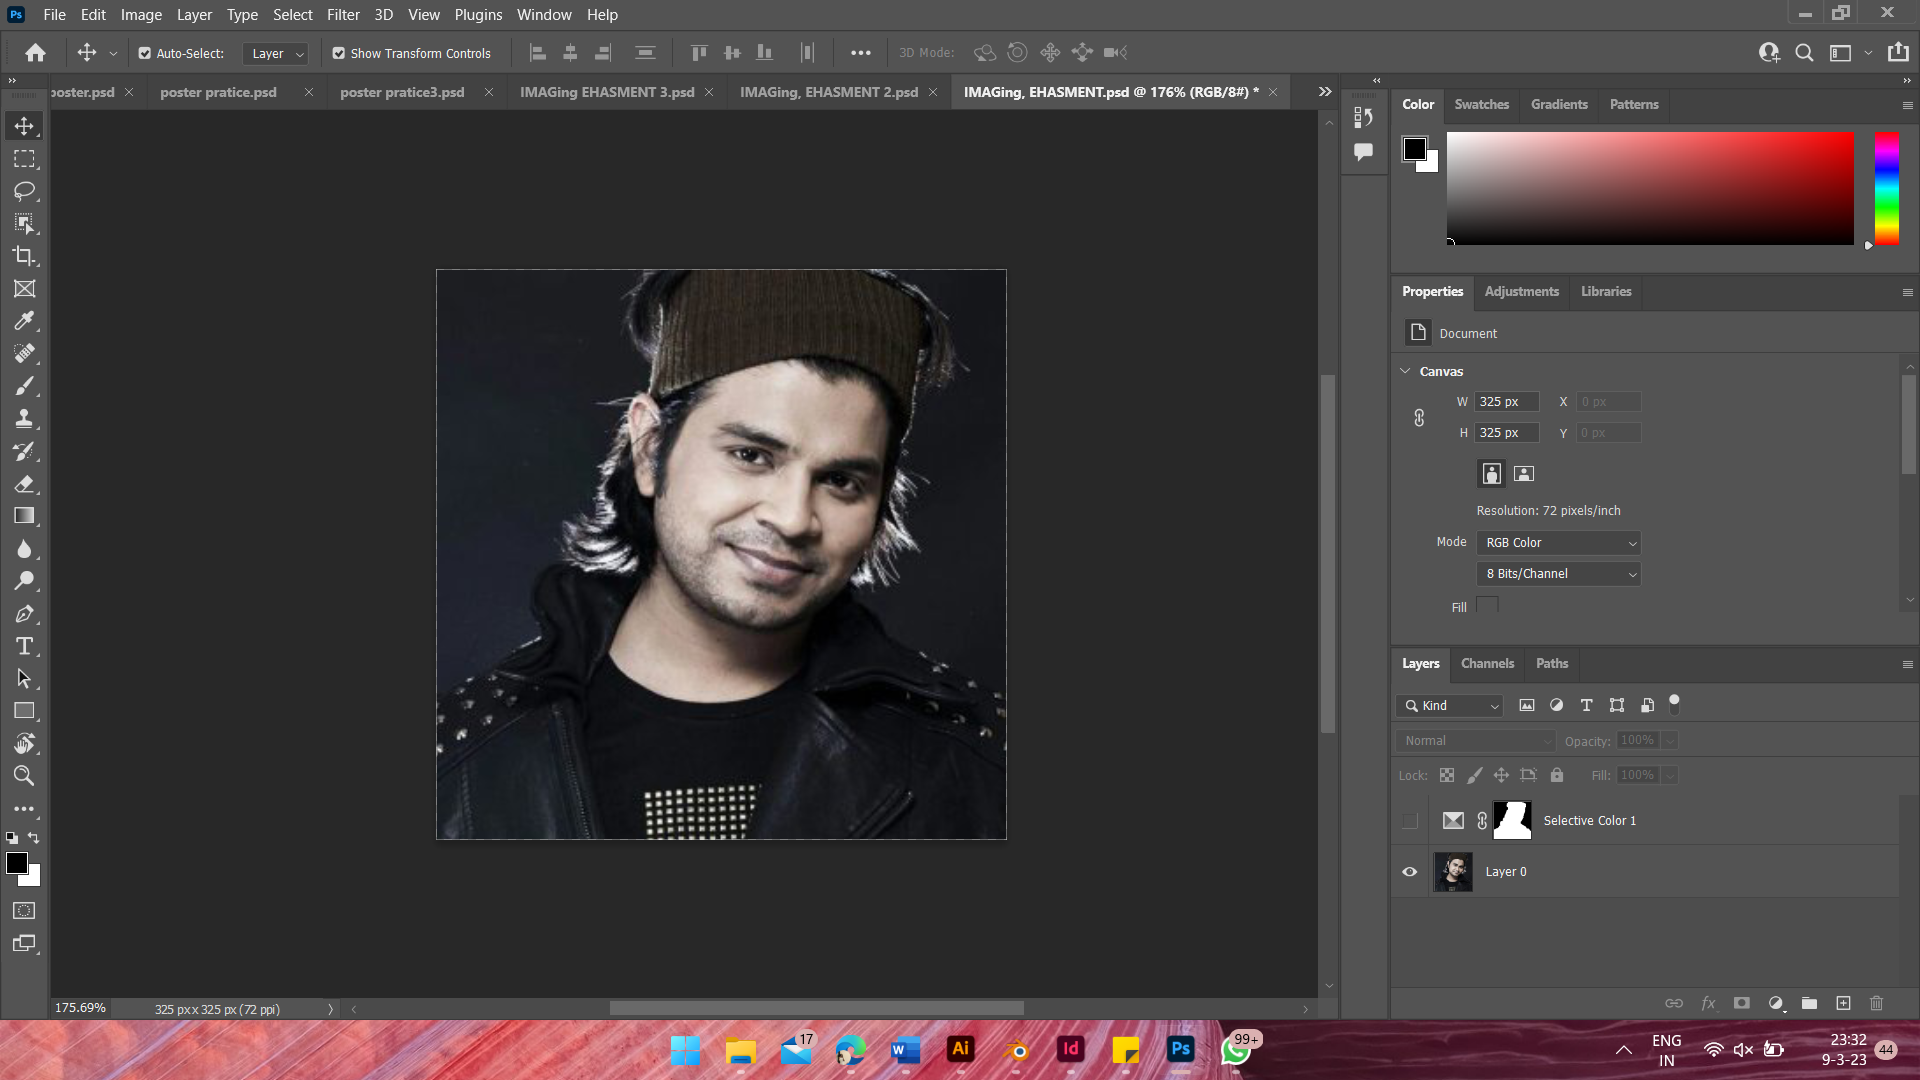 Ps File Edit Image Layer Type Select Filter 3D View Plugins Window Help
Auto-Select: Layer Show Transform Controls 3D Mode:
poster.psd poster pratice.psd poster pratice3.psd IMAGing EHASMENT 3.psd IMAGing, EHASMENT 2.psd IMAGing, EHASMENT.psd @ 176% (RGB/8#) *
Color Swatches Gradients Patterns
Properties Adjustments Libraries
Document
Canvas
W 325 px X 0 px
H 325 px Y 0 px
Resolution: 72 pixels/inch
Mode RGB Color
8 Bits/Channel
Fill
Layers Channels Paths
Kind
Normal Opacity: 100%
Lock: Fill: 100%
Selective Color 1
Layer 0
fx
175.69% 325 px x 325 px (72 ppi)
17 W Ai Id Ps 99+
ENG
IN
23:32
9-3-23
44